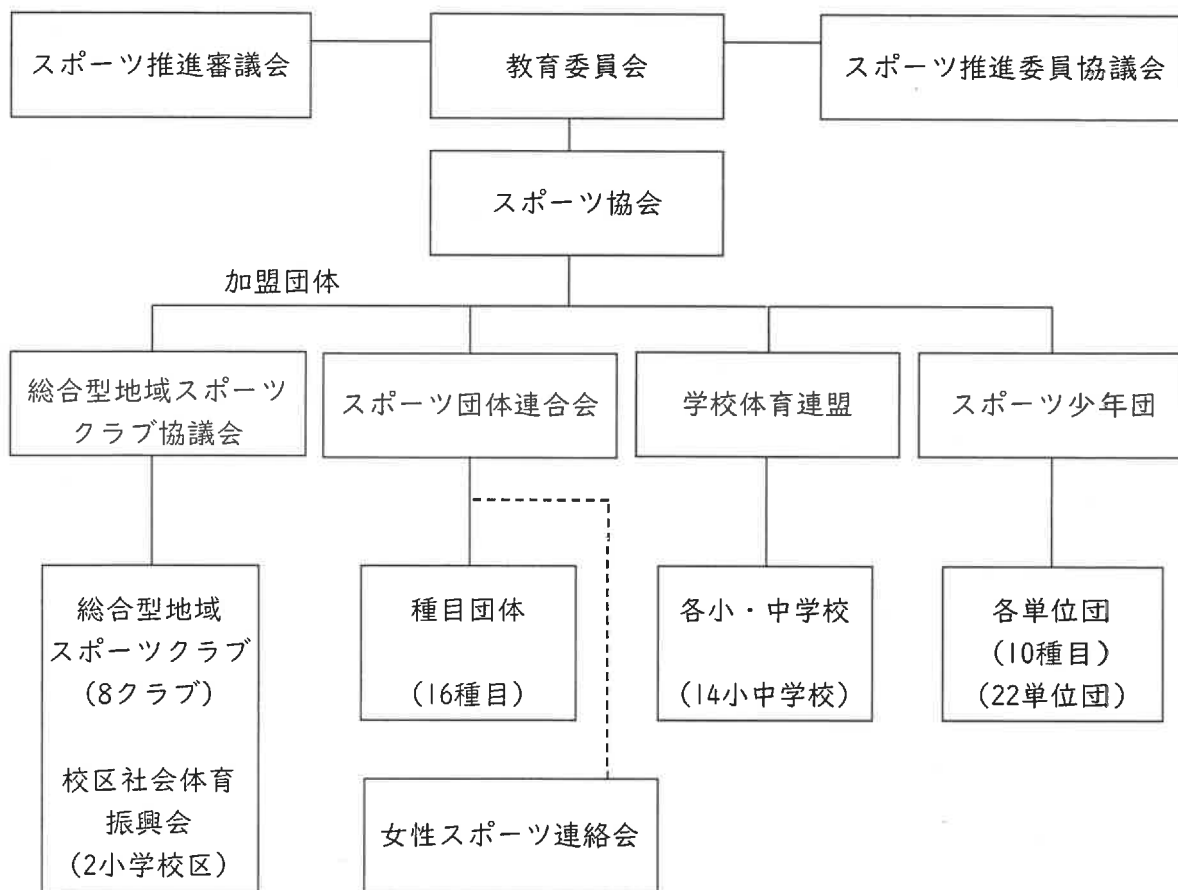 スポーツ推進審議会
教育委員会
スポーツ推進委員協議会
スポーツ協会
加盟団体
総合型地域スポーツ
クラブ協議会
スポーツ団体連合会
学校体育連盟
スポーツ少年団
総合型地域
スポーツクラブ
(8クラブ)
校区社会体育
振興会
(2小学校区)
種目団体
(16種目)
各小・中学校
(14小中学校)
各単位団
(10種目)
(22単位団)
女性スポーツ連絡会